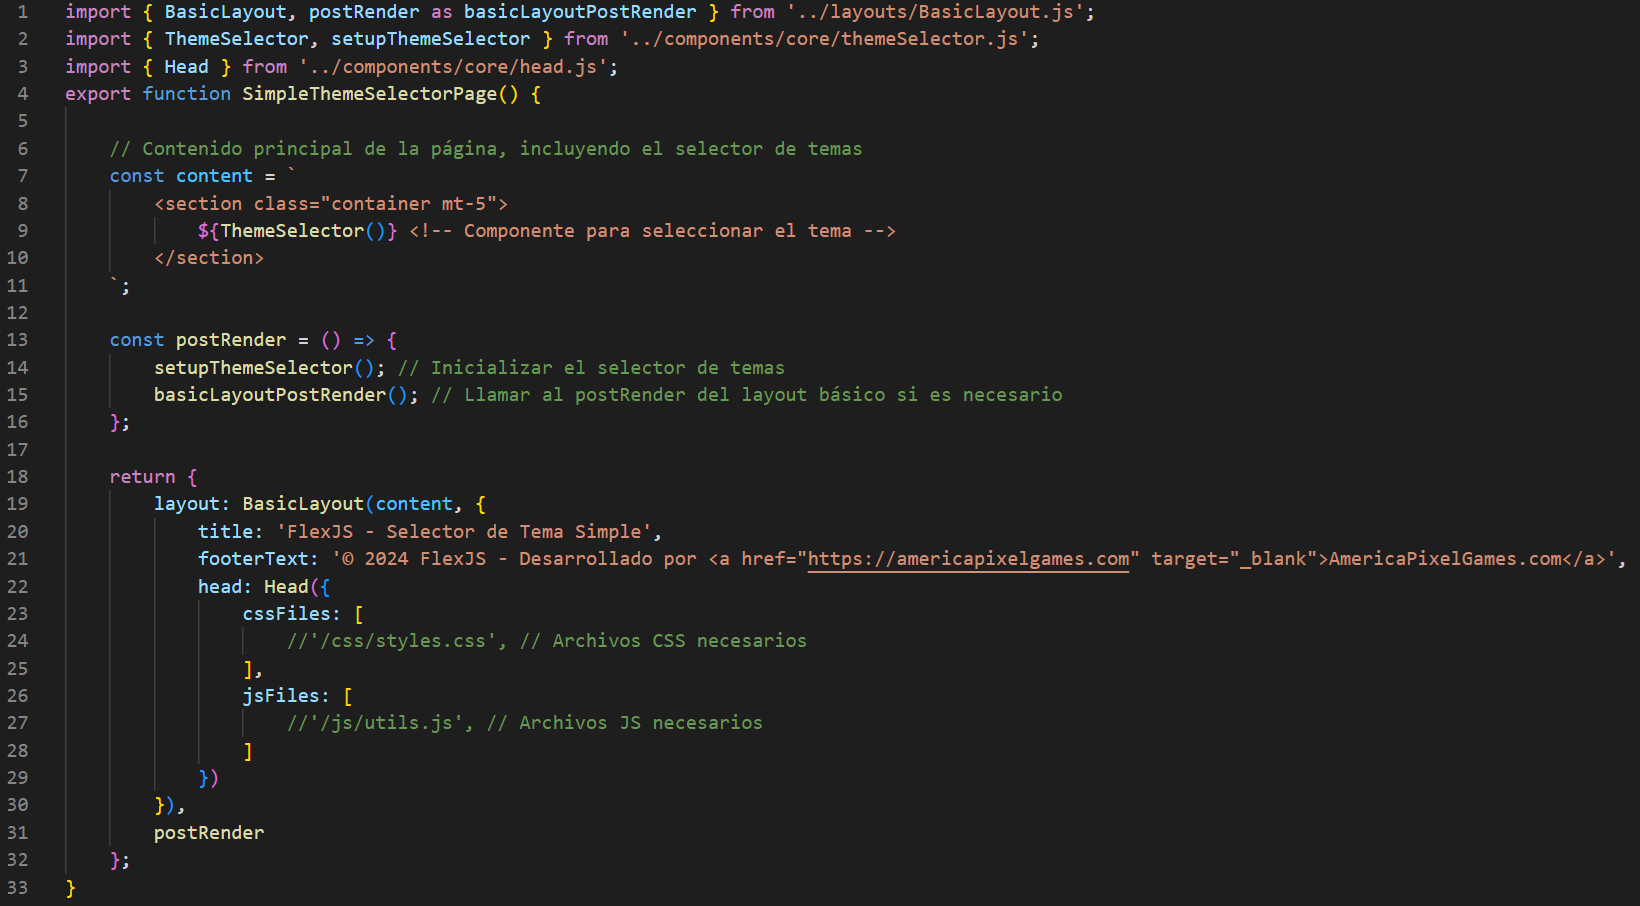 1 import { BasicLayout, postRender as basicLayoutPostRender } from '../layouts/BasicLayout.js';
2 import { ThemeSelector, setupThemeSelector } from '../components/core/themeSelector.js';
3 import { Head } from '../components/core/head.js';
4 export function SimpleThemeSelectorPage() {
5
6     // Contenido principal de la página, incluyendo el selector de temas
7     const content = `
8         <section class="container mt-5">
9             ${ThemeSelector()} <!-- Componente para seleccionar el tema -->
10         </section>
11     `;
12
13     const postRender = () => {
14         setupThemeSelector(); // Inicializar el selector de temas
15         basicLayoutPostRender(); // Llamar al postRender del layout básico si es necesario
16     };
17
18     return {
19         layout: BasicLayout(content, {
20             title: 'FlexJS - Selector de Tema Simple',
21             footerText: '© 2024 FlexJS - Desarrollado por <a href="https://americapixelgames.com" target="_blank">AmericaPixelGames.com</a>',
22             head: Head({
23                 cssFiles: [
24                     //'/css/styles.css', // Archivos CSS necesarios
25                 ],
26                 jsFiles: [
27                     //'/js/utils.js', // Archivos JS necesarios
28                 ]
29             })
30         }),
31         postRender
32     };
33 }